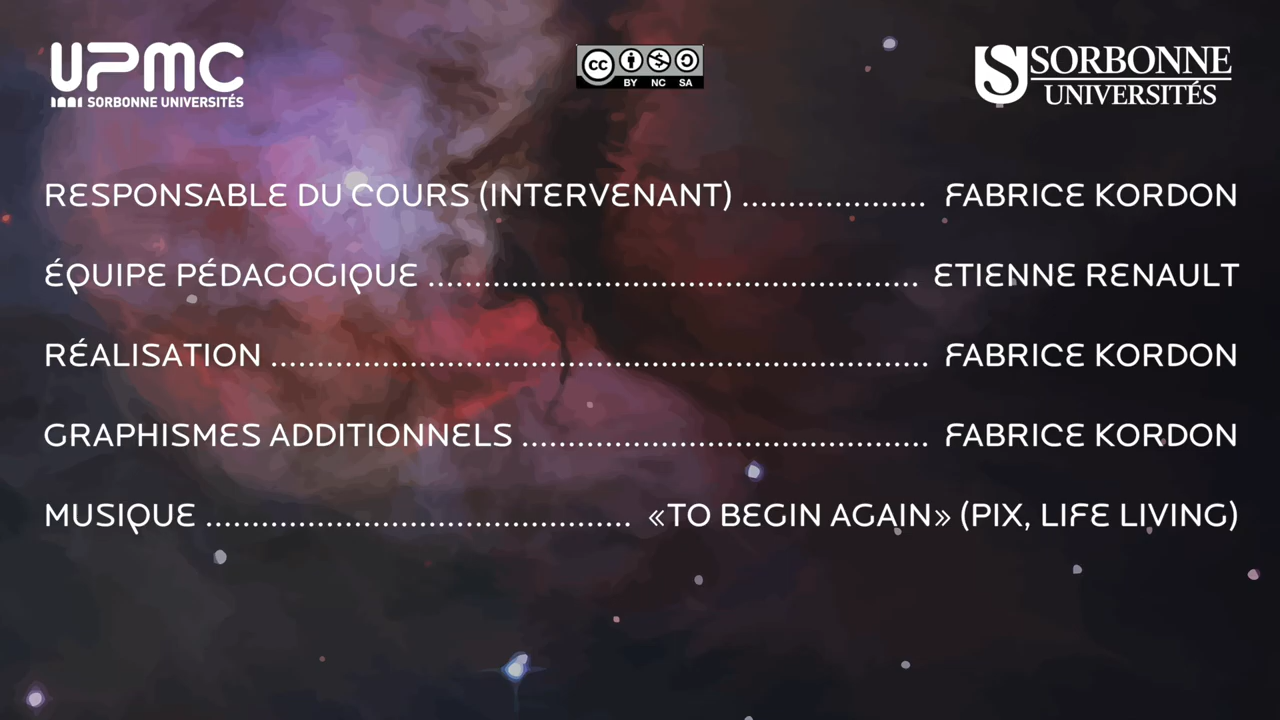 UPMC
SORBONNE UNIVERSITÉS
cc
BY NC SA
SORBONNE
UNIVERSITÉS
RESPONSABLE DU COURS (INTERVENANT) .................... FABRICE KORDON
ÉQUIPE PÉDAGOGIQUE ..................................................... ETIENNE RENAULT
RÉALISATION ....................................................................... FABRICE KORDON
GRAPHISMES ADDITIONNELS ............................................ FABRICE KORDON
MUSIQUE .............................................. «TO BEGIN AGAIN» (PIX, LIFE LIVING)